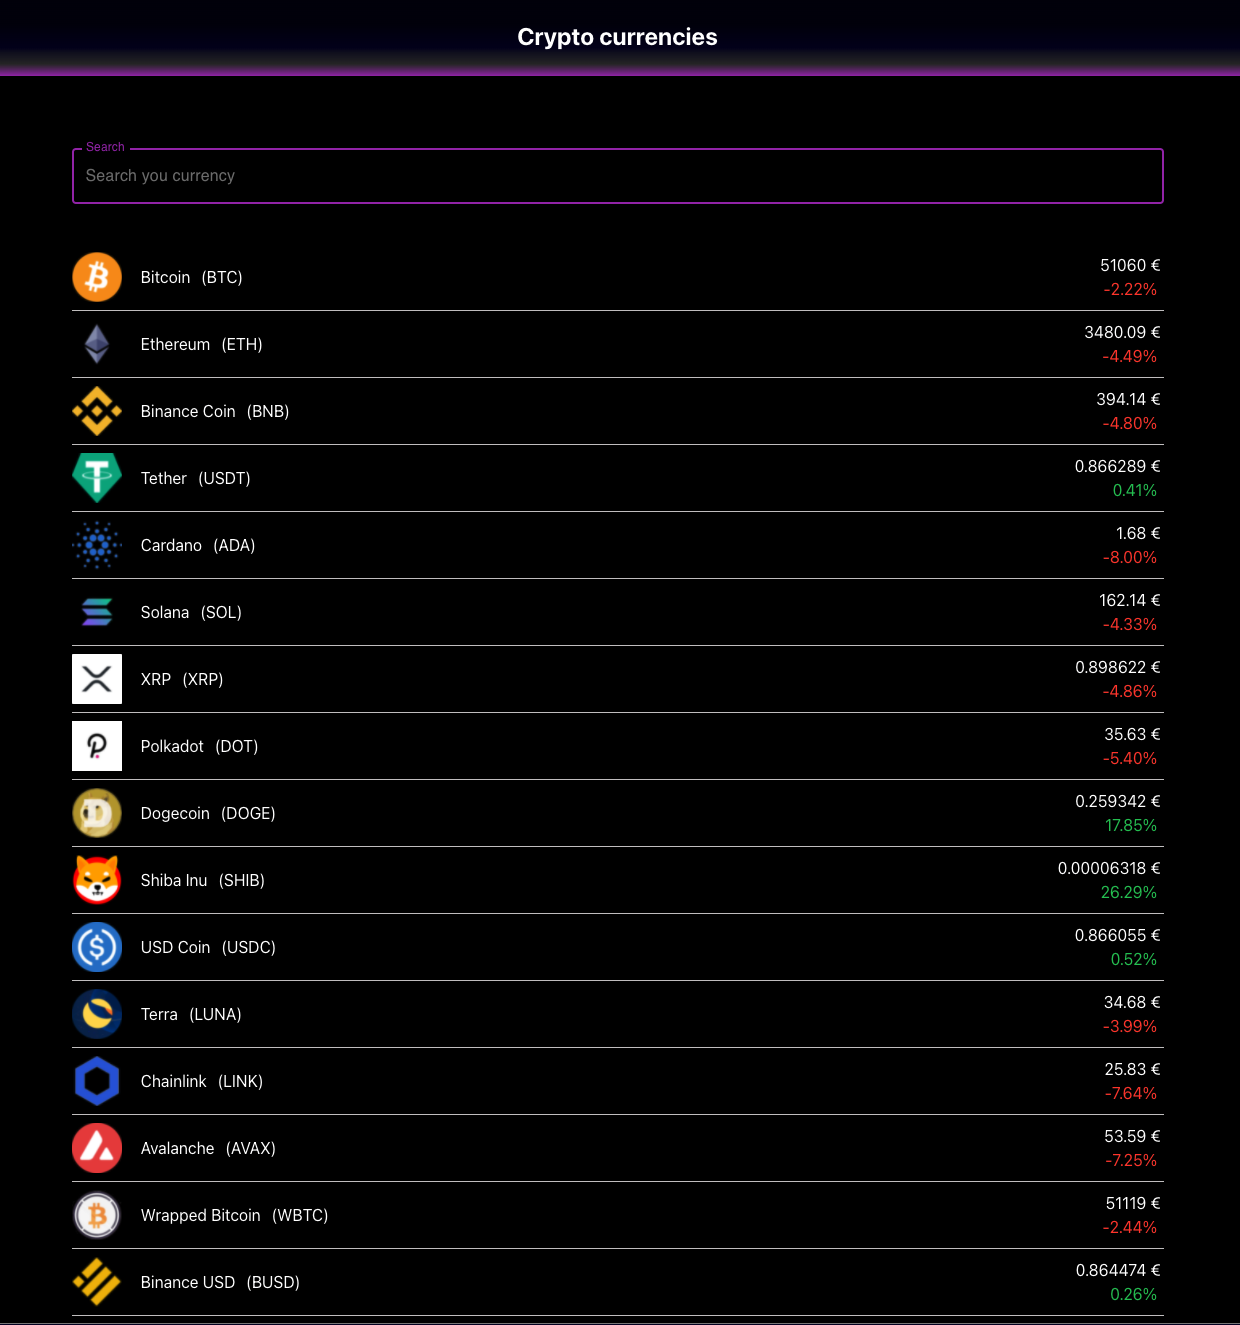 Crypto currencies
Search
Search you currency
Bitcoin (BTC)
51060 €
-2.22%
Ethereum (ETH)
3480.09 €
-4.49%
Binance Coin (BNB)
394.14 €
-4.80%
Tether (USDT)
0.866289 €
0.41%
Cardano (ADA)
1.68 €
-8.00%
Solana (SOL)
162.14 €
-4.33%
XRP (XRP)
0.898622 €
-4.86%
Polkadot (DOT)
35.63 €
-5.40%
Dogecoin (DOGE)
0.259342 €
17.85%
Shiba Inu (SHIB)
0.00006318 €
26.29%
USD Coin (USDC)
0.866055 €
0.52%
Terra (LUNA)
34.68 €
-3.99%
Chainlink (LINK)
25.83 €
-7.64%
Avalanche (AVAX)
53.59 €
-7.25%
Wrapped Bitcoin (WBTC)
51119 €
-2.44%
Binance USD (BUSD)
0.864474 €
0.26%